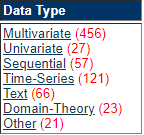 Data Type
Multivariate (456)
Univariate (27)
Sequential (57)
Time-Series (121)
Text (66)
Domain-Theory (23)
Other (21)